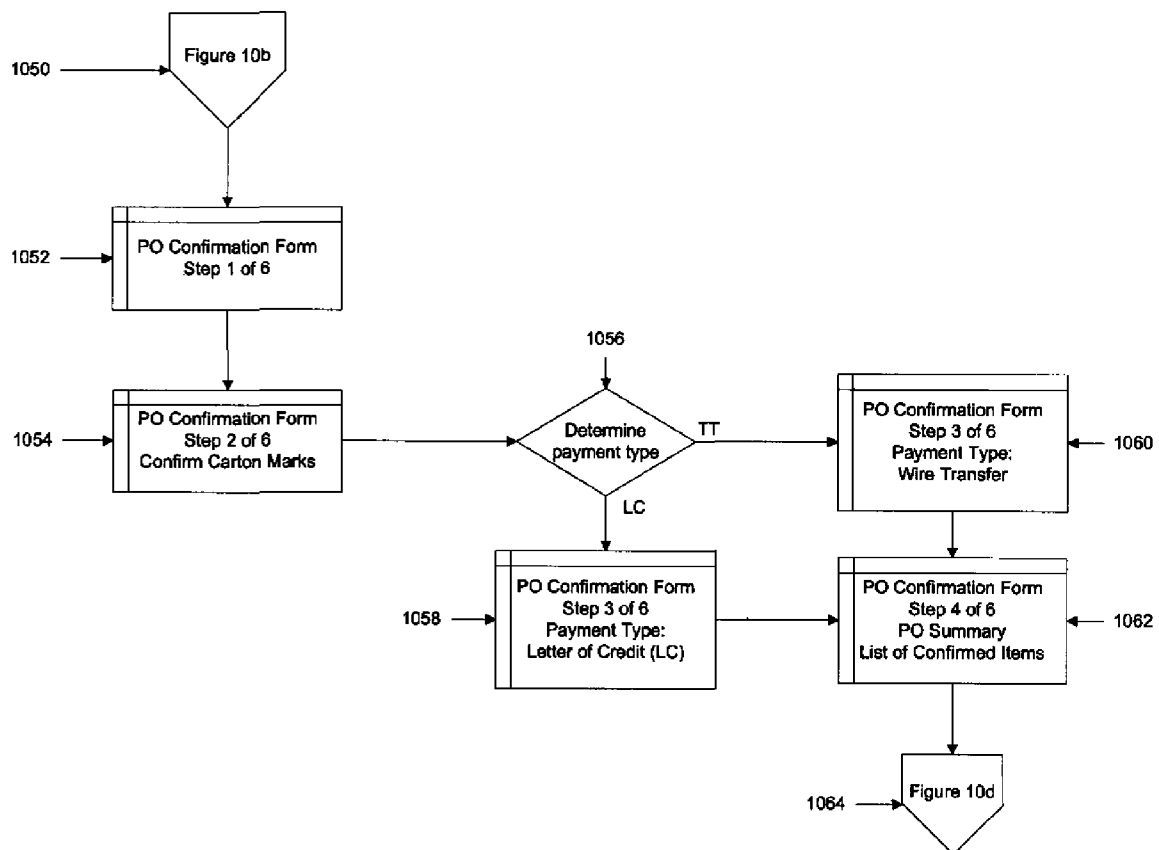 Figure 10b
1050
1052
PO Confirmation Form
Step 1 of 6
1056
1054
PO Confirmation Form
Step 2 of 6
Confirm Carton Marks
Determine
payment type
TT
LC
PO Confirmation Form
Step 3 of 6
Payment Type:
Wire Transfer
1060
1058
PO Confirmation Form
Step 3 of 6
Payment Type:
Letter of Credit (LC)
PO Confirmation Form
Step 4 of 6
PO Summary
List of Confirmed Items
1062
1064
Figure 10d